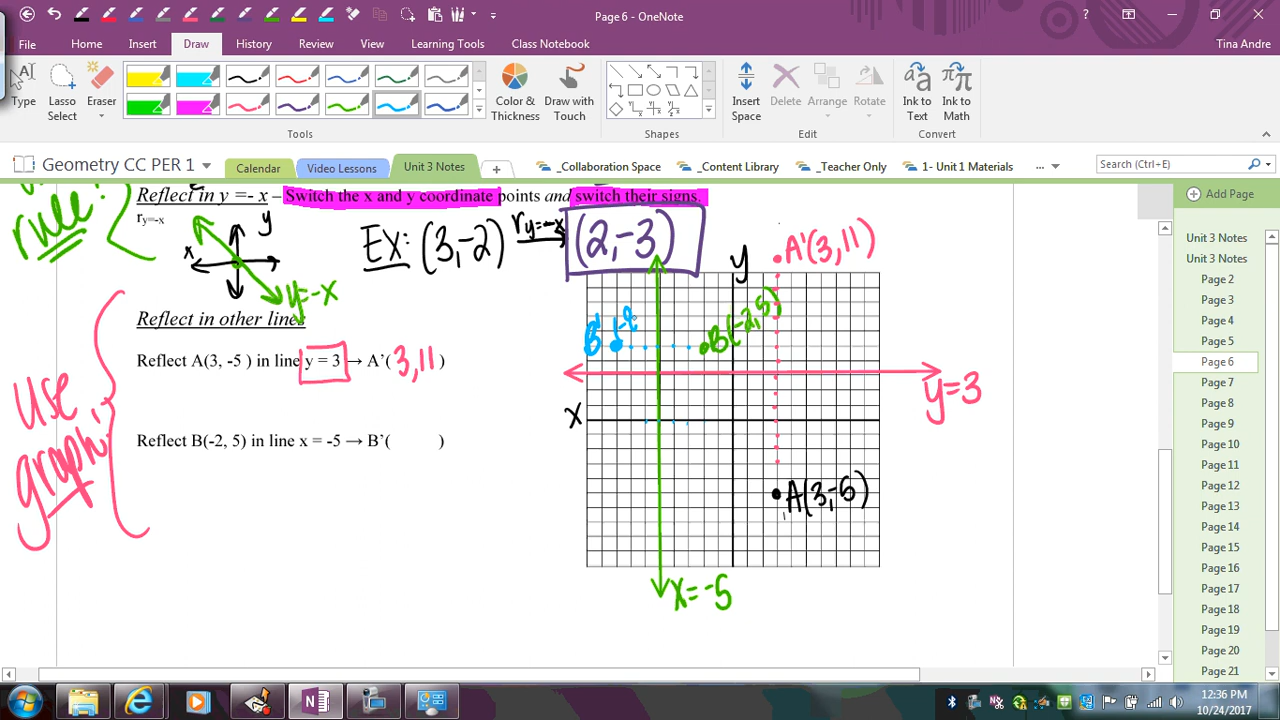 Page 6 - OneNote
Tina Andre
File Home Insert Draw History Review View Learning Tools Class Notebook
Type
Lasso Select
Eraser
Color & Thickness
Draw with Touch
Insert Space
Delete
Arrange
Rotate
Ink to Text
Ink to Math
Tools
Shapes
Edit
Convert
Geometry CC PER 1
Calendar
Video Lessons
Unit 3 Notes
_Collaboration Space
_Content Library
_Teacher Only
1- Unit 1 Materials
...
Search (Ctrl+E)
Add Page
Unit 3 Notes
Unit 3 Notes
Page 2
Page 3
Page 4
Page 5
Page 6
Page 7
Page 8
Page 9
Page 10
Page 11
Page 12
Page 13
Page 14
Page 15
Page 16
Page 17
Page 18
Page 19
Page 20
Page 21
rule!
Reflect in y =- x – Switch the x and y coordinate points and switch their signs.
ry=-x
y
x
y=-x
EX: (3,-2) ry=-x (2,-3)
Reflect in other lines
Reflect A(3, -5 ) in line y = 3 → A'( 3,11 )
Reflect B(-2, 5) in line x = -5 → B'( )
use
graph!
y
x
A'(3,11)
B(-2,5)
B'
y=3
A(3,-5)
x=-5
12:36 PM
10/24/2017